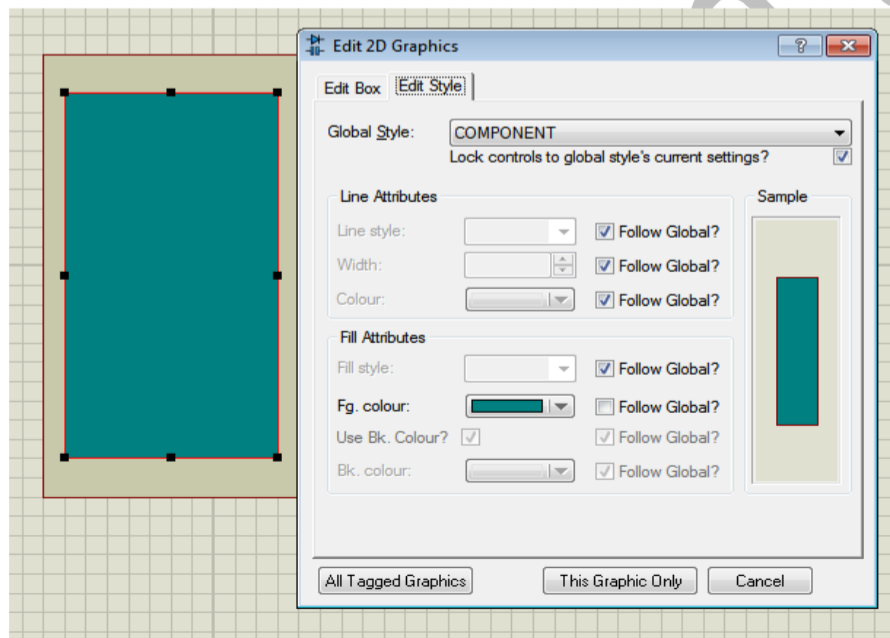 Edit 2D Graphics
Edit Box Edit Style
Global Style: COMPONENT
Lock controls to global style's current settings?
Line Attributes
Sample
Line style: Follow Global?
Width: Follow Global?
Colour: Follow Global?
Fill Attributes
Fill style: Follow Global?
Fg. colour: Follow Global?
Use Bk. Colour? Follow Global?
Bk. colour: Follow Global?
All Tagged Graphics This Graphic Only Cancel